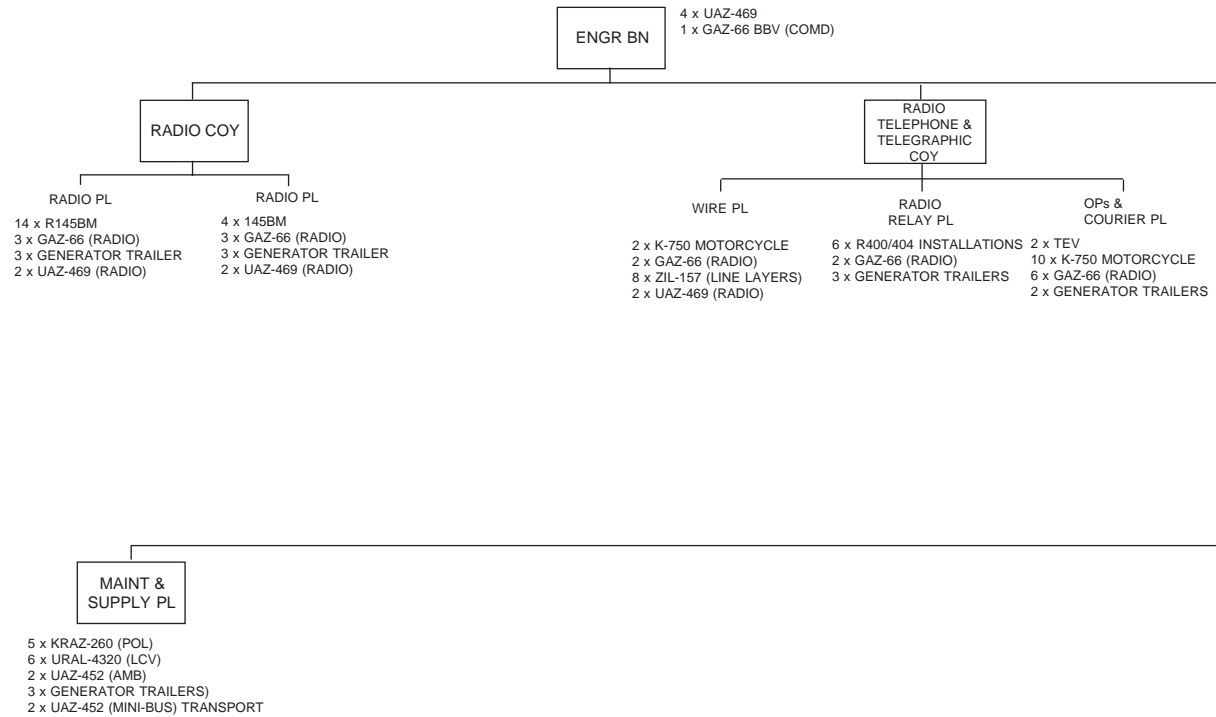 ENGR BN
4 x UAZ-469
1 x GAZ-66 BBV (COMD)
RADIO COY
RADIO PL
14 x R145BM
3 x GAZ-66 (RADIO)
3 x GENERATOR TRAILER
2 x UAZ-469 (RADIO)
RADIO PL
4 x 145BM
3 x GAZ-66 (RADIO)
3 x GENERATOR TRAILER
2 x UAZ-469 (RADIO)
RADIO
TELEPHONE &
TELEGRAPHIC
COY
WIRE PL
2 x K-750 MOTORCYCLE
2 x GAZ-66 (RADIO)
8 x ZIL-157 (LINE LAYERS)
2 x UAZ-469 (RADIO)
RADIO
RELAY PL
6 x R400/404 INSTALLATIONS
2 x GAZ-66 (RADIO)
3 x GENERATOR TRAILERS
OPs &
COURIER PL
2 x TEV
10 x K-750 MOTORCYCLE
6 x GAZ-66 (RADIO)
2 x GENERATOR TRAILERS
MAINT &
SUPPLY PL
5 x KRAZ-260 (POL)
6 x URAL-4320 (LCV)
2 x UAZ-452 (AMB)
3 x GENERATOR TRAILERS)
2 x UAZ-452 (MINI-BUS) TRANSPORT